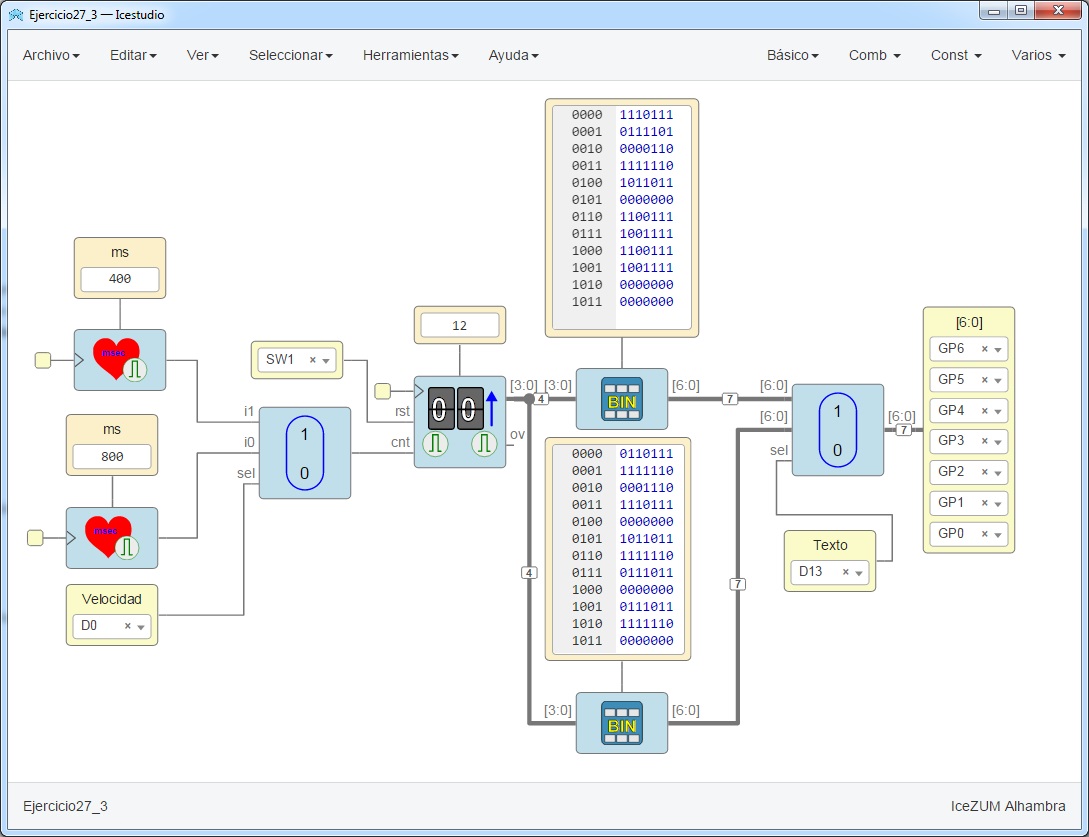 Ejercicio27_3 — Icestudio
Archivo Editar Ver Seleccionar Herramientas Ayuda Básico Comb Const Varios
0000 1110111
0001 0111101
0010 0000110
0011 1111110
0100 1011011
0101 0000000
0110 1100111
0111 1001111
1000 1100111
1001 1001111
1010 0000000
1011 0000000
ms
400
msec
ms
800
msec
Velocidad
D0
i1
i0
sel
1
0
SW1
12
rst
cnt
0 0
[3:0]
ov
4
[3:0]
BIN
[6:0]
7
0000 0110111
0001 1111110
0010 0001110
0011 1110111
0100 0000000
0101 1011011
0110 1111110
0111 0111011
1000 0000000
1001 0111011
1010 1111110
1011 0000000
4
[3:0]
BIN
[6:0]
7
[6:0]
[6:0]
sel
1
0
[6:0]
7
Texto
D13
[6:0]
GP6
GP5
GP4
GP3
GP2
GP1
GP0
Ejercicio27_3 IceZUM Alhambra